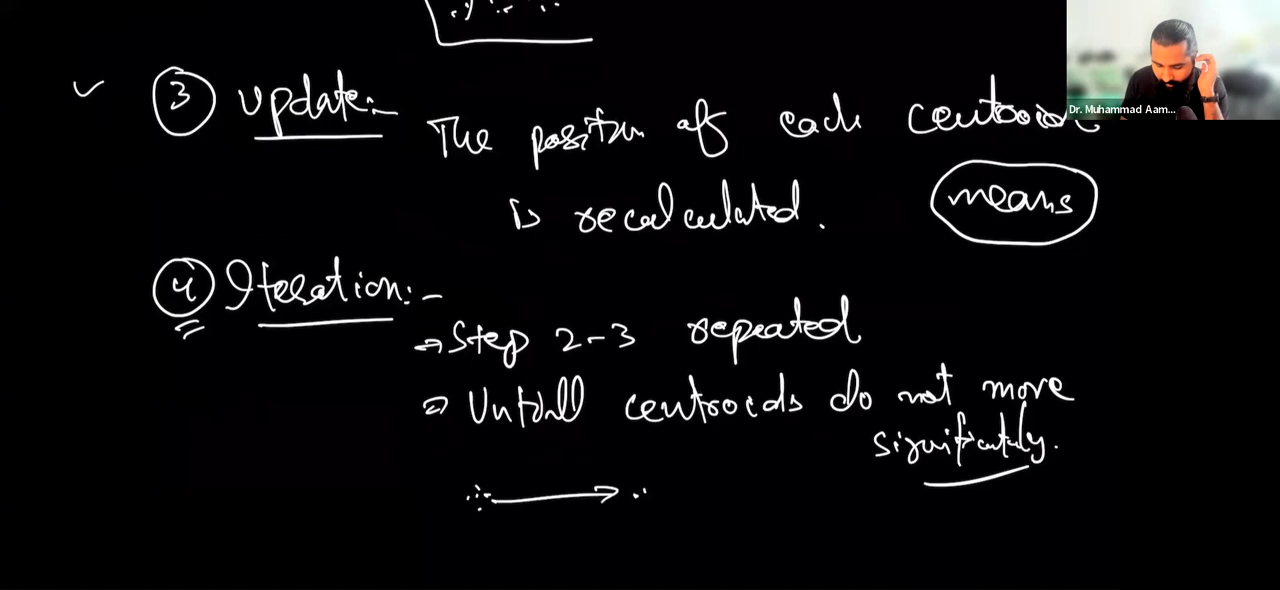 Dr. Muhammad Aam...
③ update:-
The position of each centroid
is recalculated.
means
④ Iteration:-
→ Step 2-3 repeated
→ Untill centroids do not move
significantly.